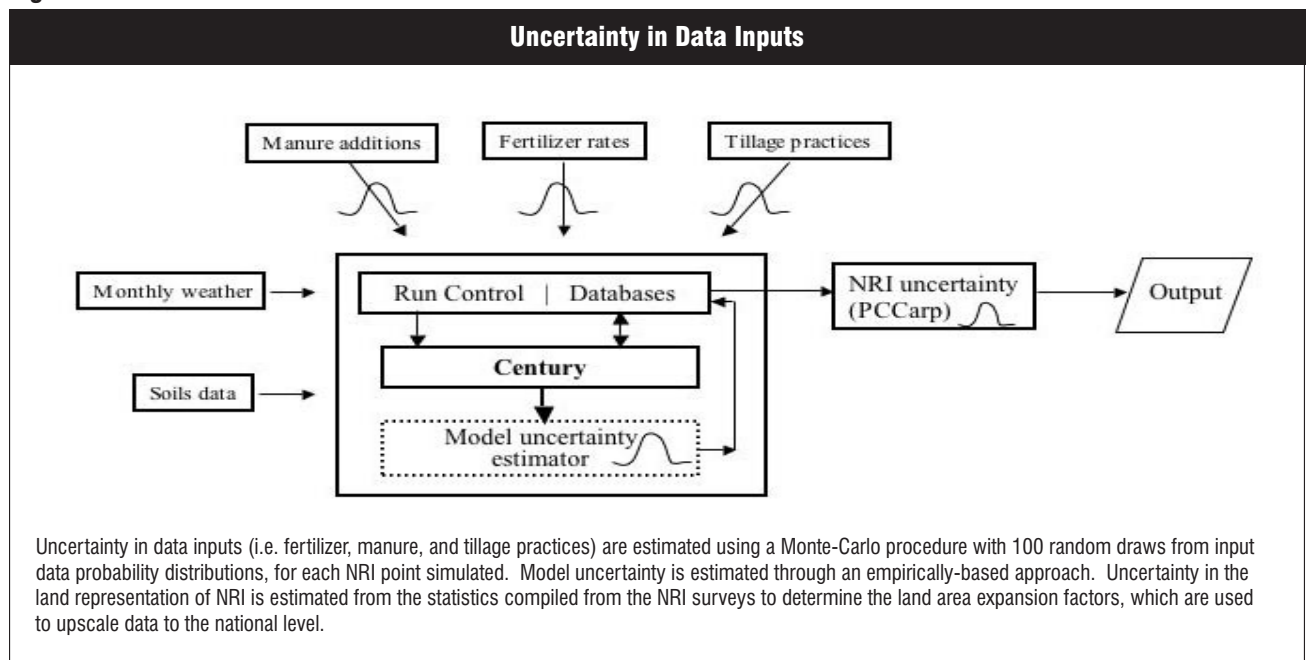 Uncertainty in Data Inputs
Manure additions
Fertilizer rates
Tillage practices
Monthly weather
Run Control | Databases
NRI uncertainty
(PCCarp)
Output
Century
Soils data
Model uncertainty
estimator
Uncertainty in data inputs (i.e. fertilizer, manure, and tillage practices) are estimated using a Monte-Carlo procedure with 100 random draws from input
data probability distributions, for each NRI point simulated.  Model uncertainty is estimated through an empirically-based approach.  Uncertainty in the
land representation of NRI is estimated from the statistics compiled from the NRI surveys to determine the land area expansion factors, which are used
to upscale data to the national level.